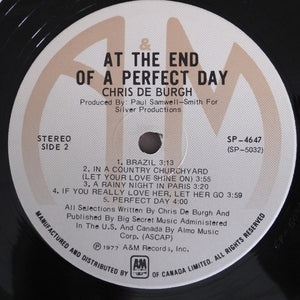 &
AT THE END
OF A PERFECT DAY
CHRIS DE BURGH
Produced By: Paul Samwell-Smith For
Silver Productions
STEREO
SIDE 2
SP-4647
(SP-5032)
1. BRAZIL 3:13
2. IN A COUNTRY CHURCHYARD
(LET YOUR LOVE SHINE ON) 3:55
3. A RAINY NIGHT IN PARIS 3:20
4. IF YOU REALLY LOVE HER, LET HER GO 3:59
5. PERFECT DAY 4:00
All Selections Written By Chris De Burgh And
Published By Big Secret Music Administered
In The U.S. And Canada By Almo Music
Corp. (ASCAP)
℗ 1977 A&M Records, Inc.
MANUFACTURED AND DISTRIBUTED BY A&M RECORDS OF CANADA LIMITED. ALL RIGHTS RESERVED.